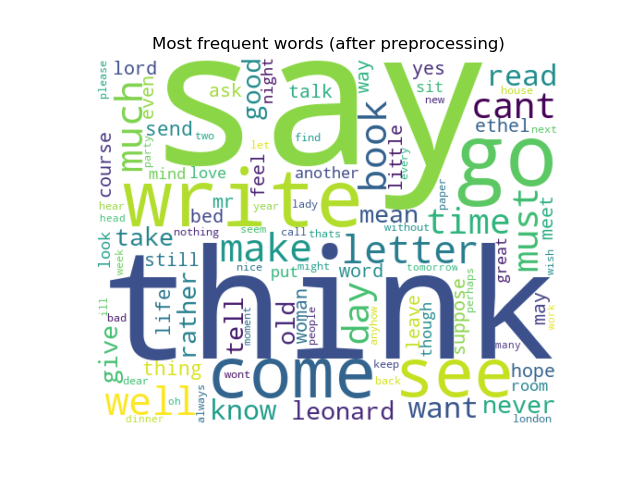 Most frequent words (after preprocessing)
please
lord
much
even
say
ask
good
night
talk
way
yes
sit
new
read
cant
house
course
send
two
party
find
book
little
every
ethel
next
go
mind
love
let
feel
another
hear
head
write
mr
year
lady
mean
paper
time
must
meet
bed
nothing
seem
call
thats
without
look
week
take
still
make
letter
great
wish
nice
put
might
word
tomorrow
think
ill
bad
life
rather
tell
moment
old
woman
people
day
anyhow
leave
though
suppose
perhaps
many
may
work
give
dear
thing
wont
come
keep
back
see
hope
room
well
oh
always
dinner
know
leonard
want
never
london